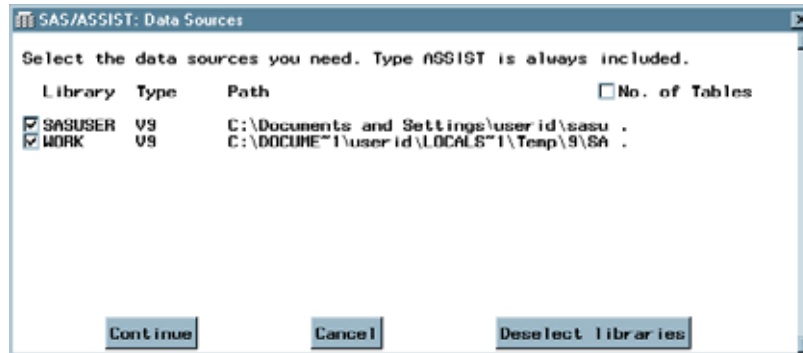 SAS/ASSIST: Data Sources
Select the data sources you need. Type ASSIST is always included.
Library Type Path No. of Tables
SASUSER V9 C:\Documents and Settings\userid\sasu .
WORK V9 C:\DOCUME~1\userid\LOCALS~1\Temp\9\SA .
Continue Cancel Deselect libraries